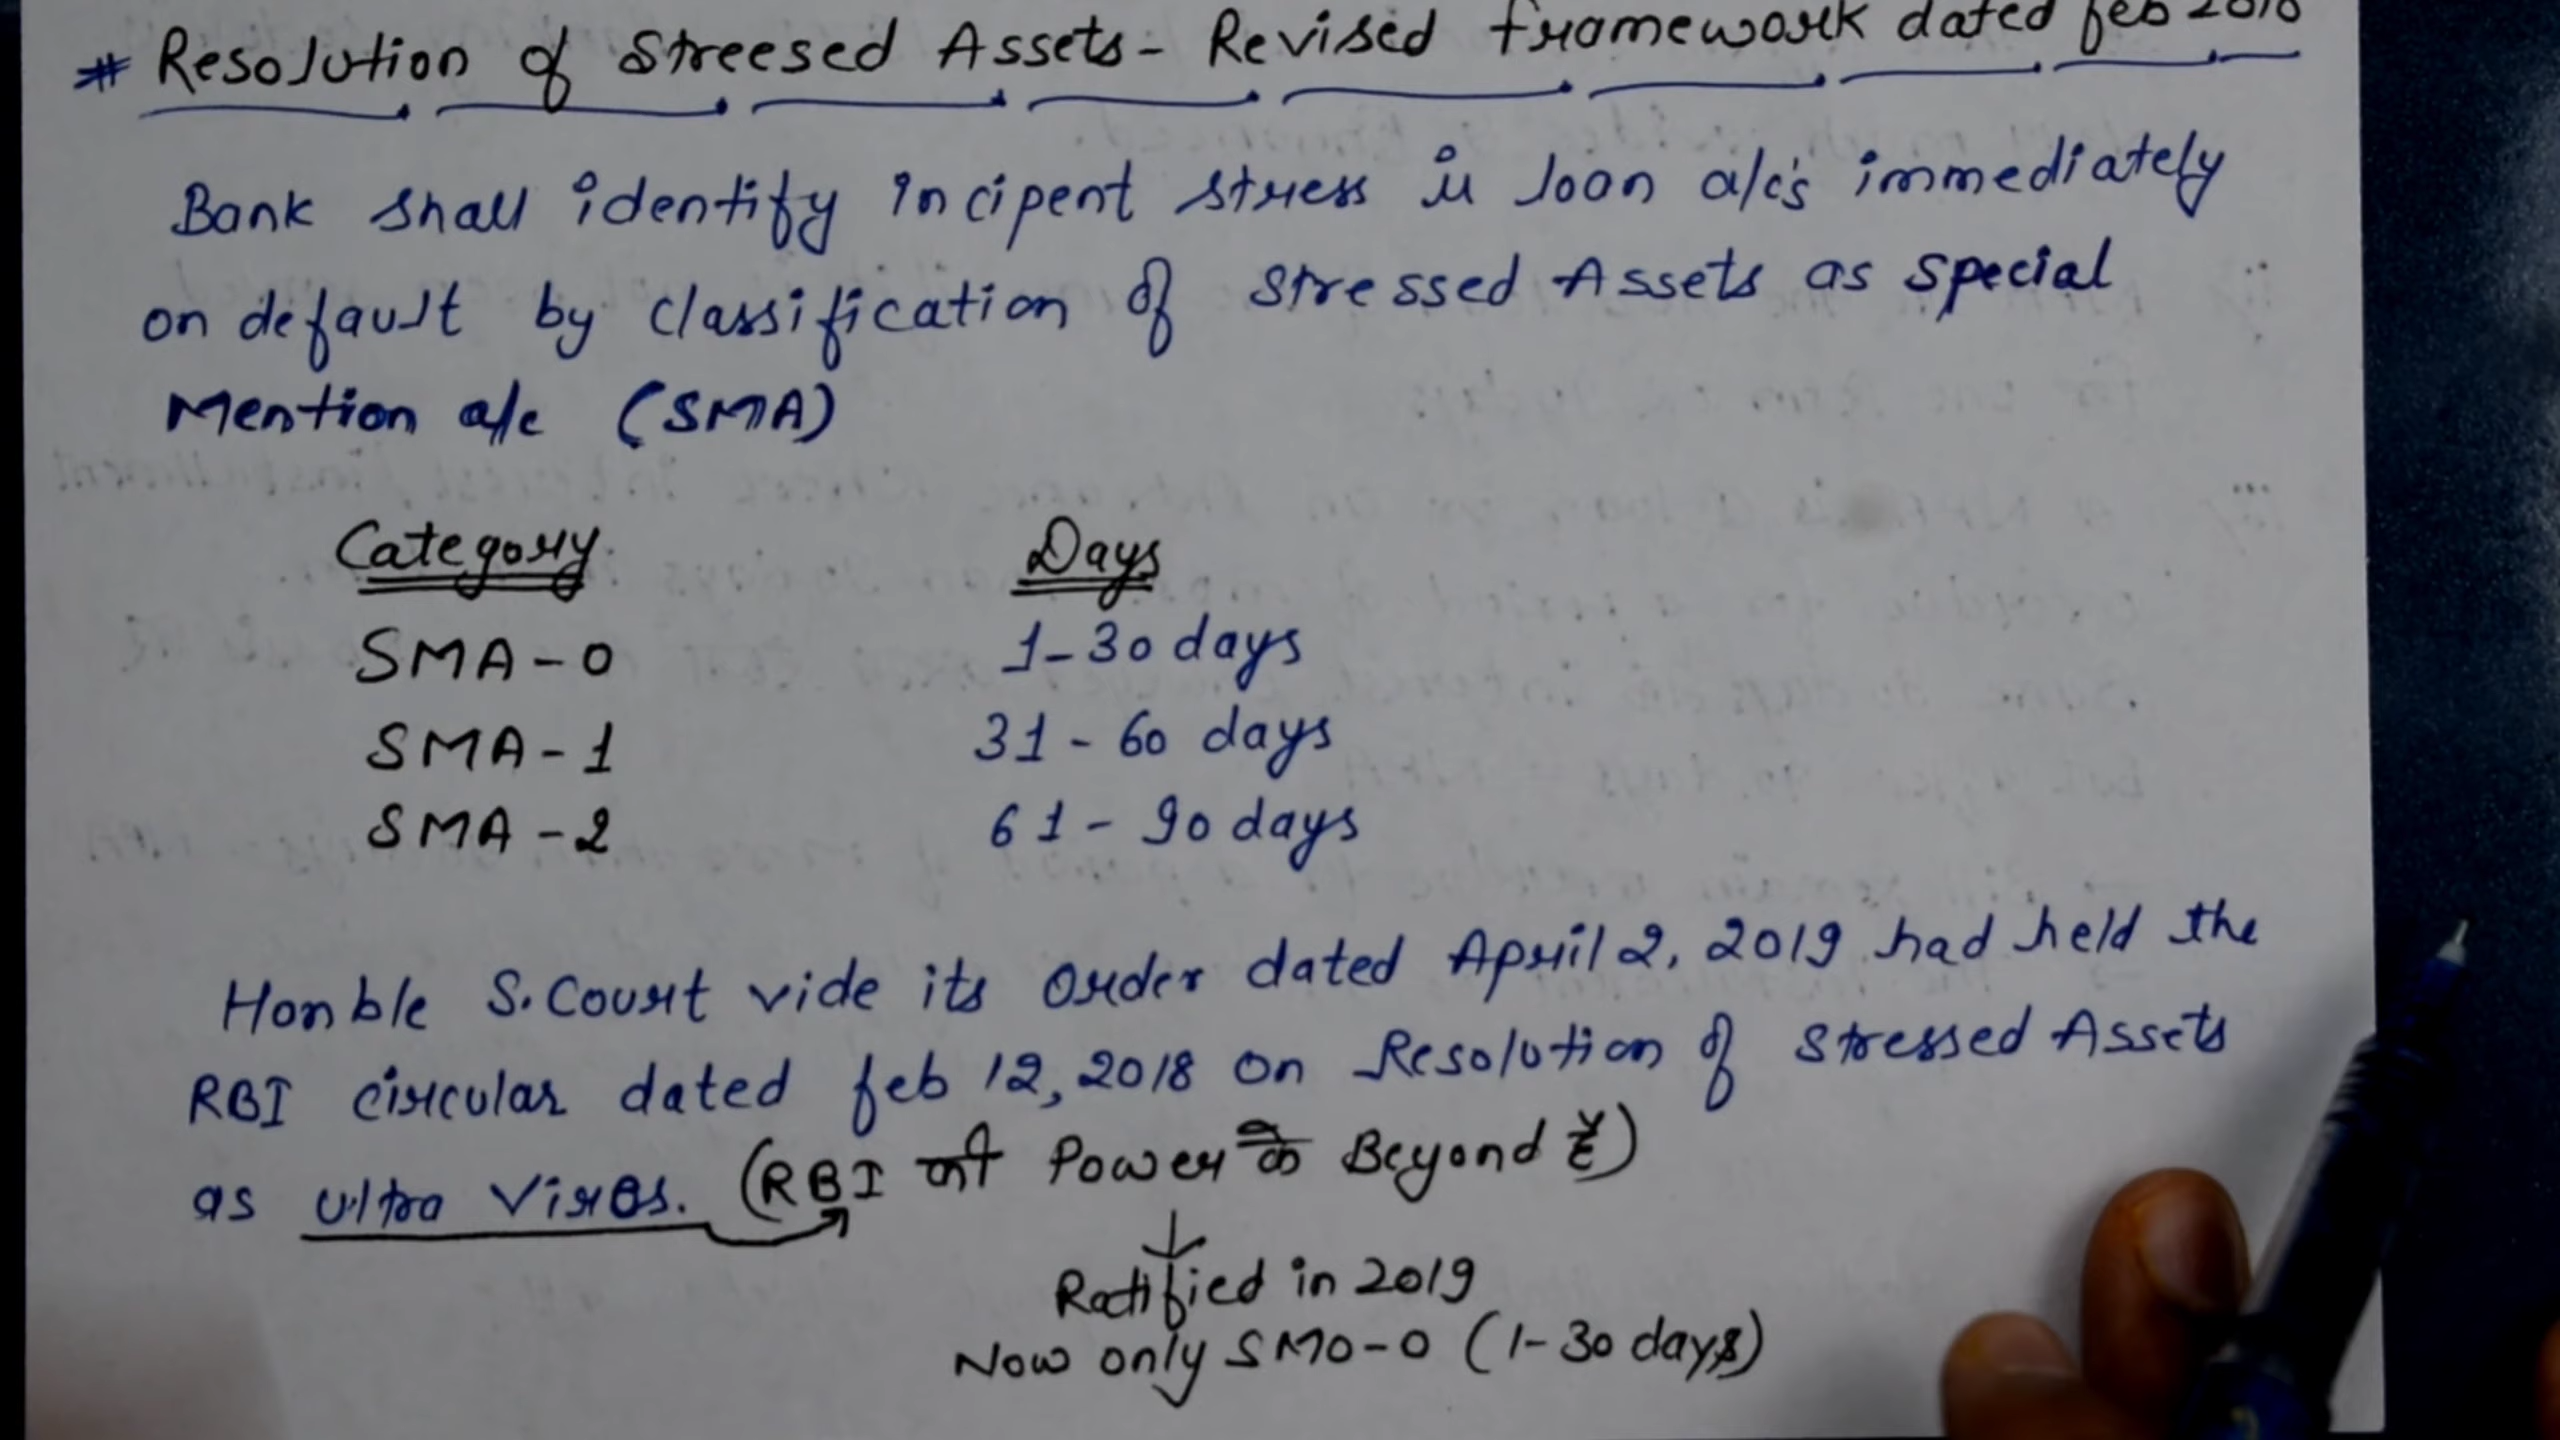 # Resolution of Streesed Assets - Revised framework dated feb 2018
Bank shall identify incipent stress in loan a/c's immediately
on default by classification of stressed Assets as special
Mention a/c (SMA)
Category Days
SMA-0 1-30 days
SMA-1 31-60 days
SMA-2 61-90 days
Honble S. Court vide its order dated April 2, 2019 had held the
RBI circular dated feb 12, 2018 on Resolution of stressed Assets
as ultra Vires. (RBI की Power के Beyond है)
↓
Ratified in 2019
Now only SMO-0 (1-30 days)